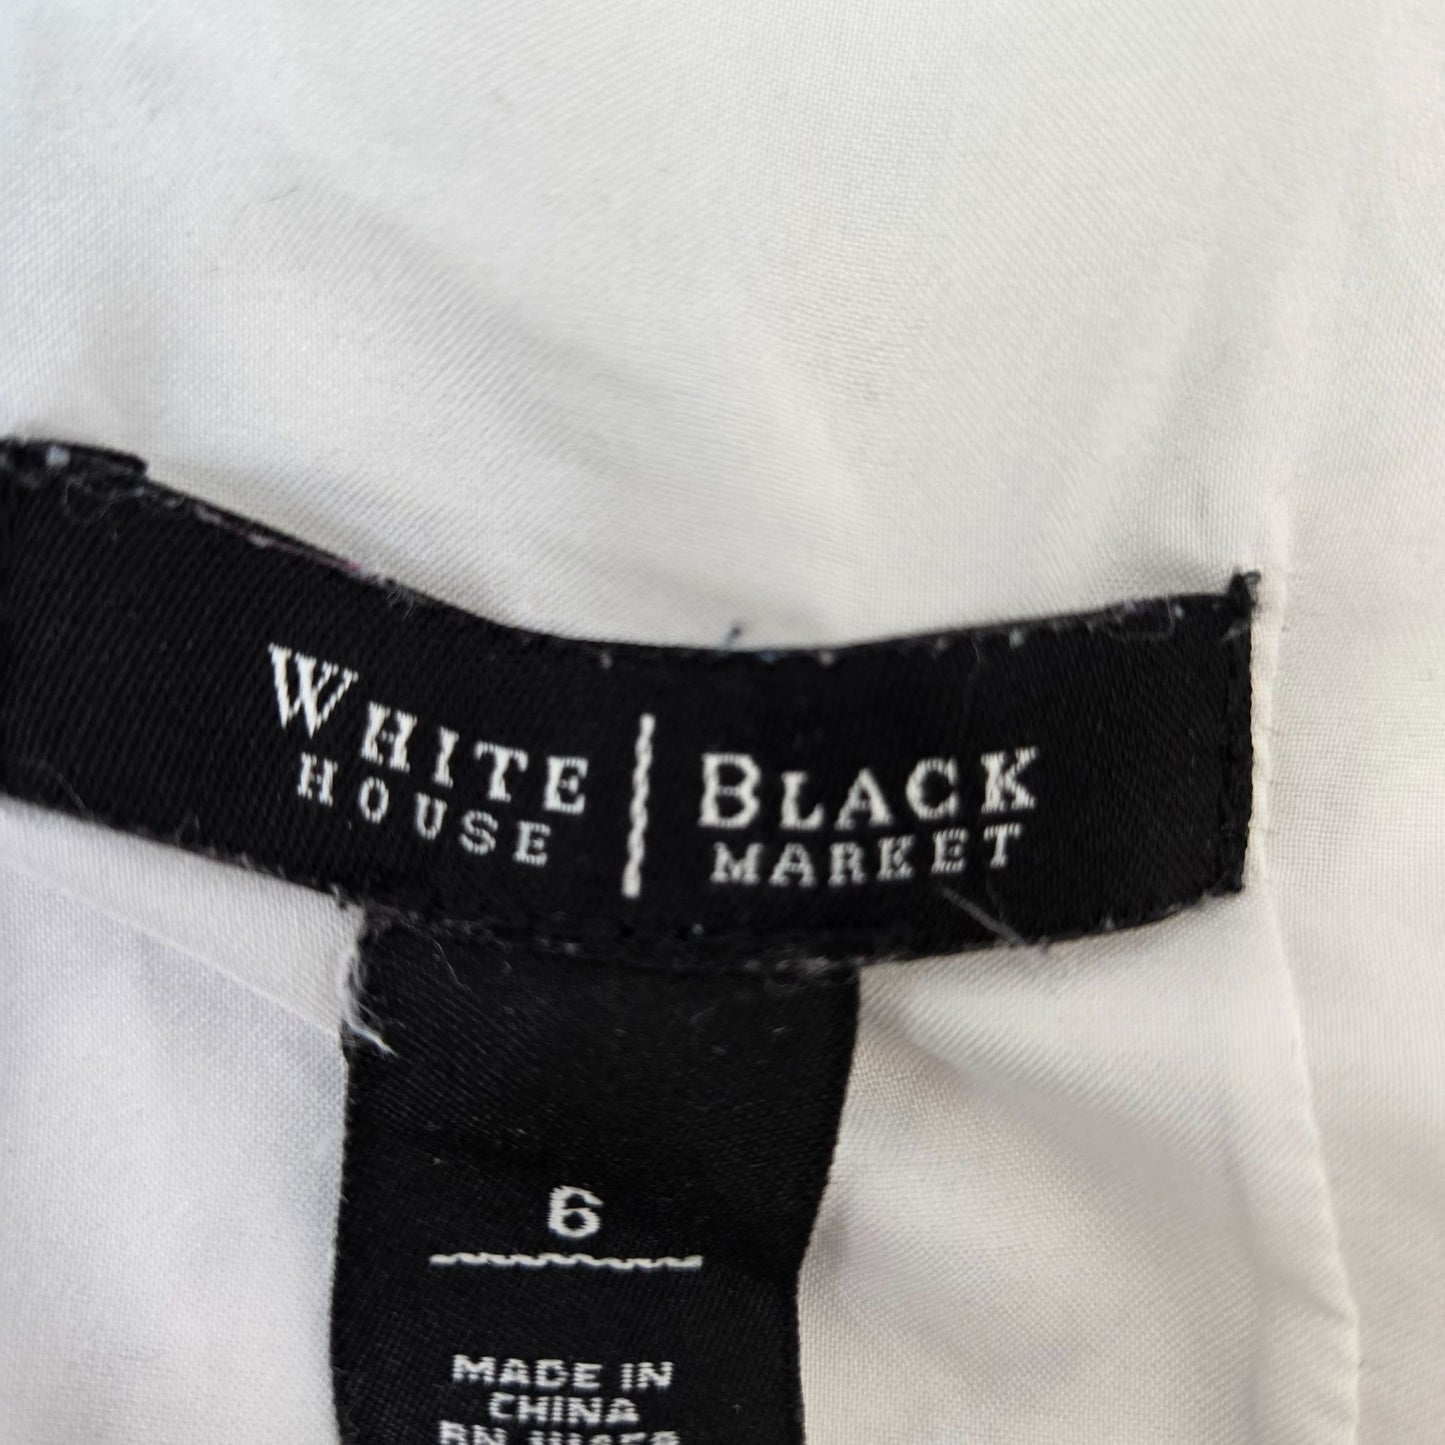 WHITE | BLACK
HOUSE | MARKET
6
MADE IN
CHINA